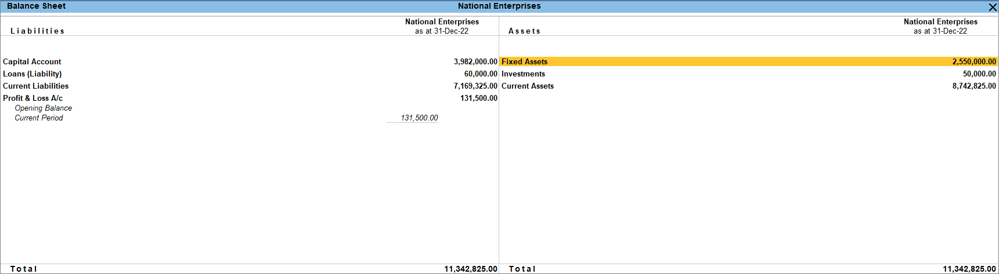 Balance Sheet National Enterprises
Liabilities National Enterprises as at 31-Dec-22
Assets National Enterprises as at 31-Dec-22
Capital Account 3,982,000.00
Loans (Liability) 60,000.00
Current Liabilities 7,169,325.00
Profit & Loss A/c 131,500.00
Opening Balance
Current Period 131,500.00
Fixed Assets 2,550,000.00
Investments 50,000.00
Current Assets 8,742,825.00
Total 11,342,825.00
Total 11,342,825.00